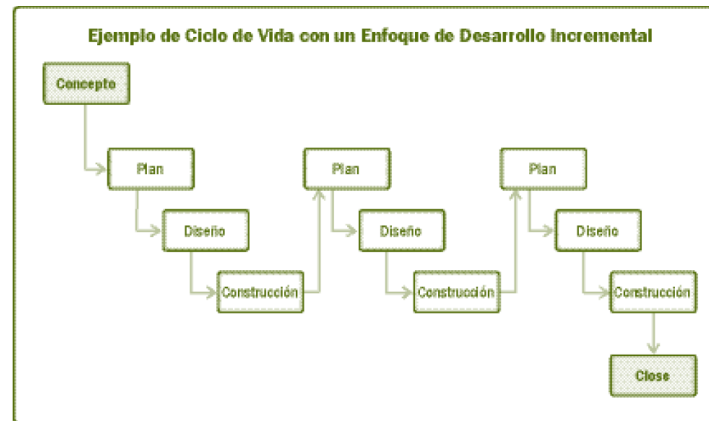 Ejemplo de Ciclo de Vida con un Enfoque de Desarrollo Incremental
Concepto
Plan
Diseño
Construcción
Plan
Diseño
Construcción
Plan
Diseño
Construcción
Close